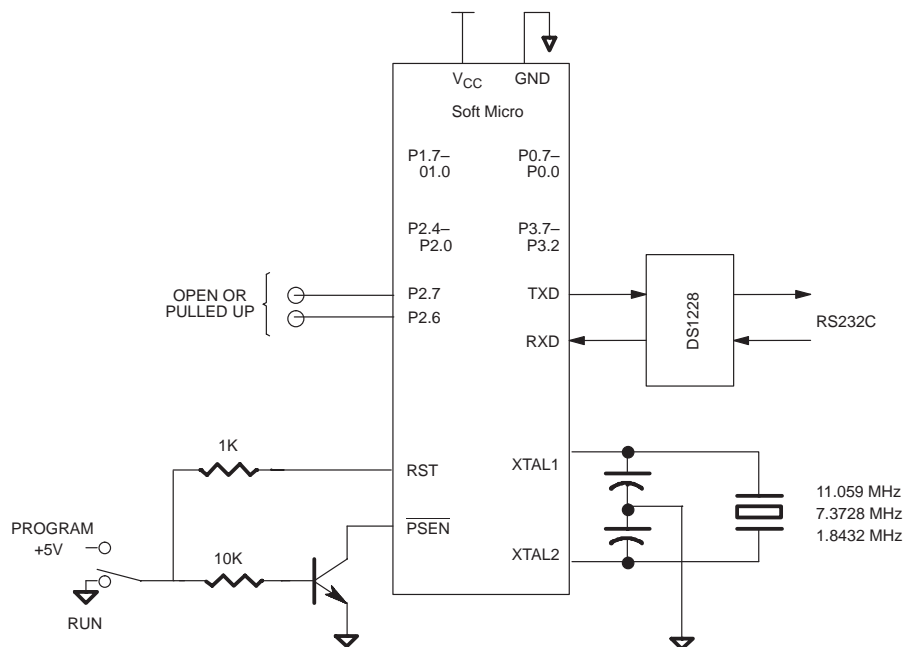 VCC
GND
Soft Micro
P1.7–
01.0
P0.7–
P0.0
P2.4–
P2.0
P3.7–
P3.2
OPEN OR
PULLED UP
P2.7
P2.6
TXD
RXD
DS1228
RS232C
1K
RST
XTAL1
11.059 MHz
7.3728 MHz
1.8432 MHz
PROGRAM
+5V
PSEN
10K
XTAL2
RUN